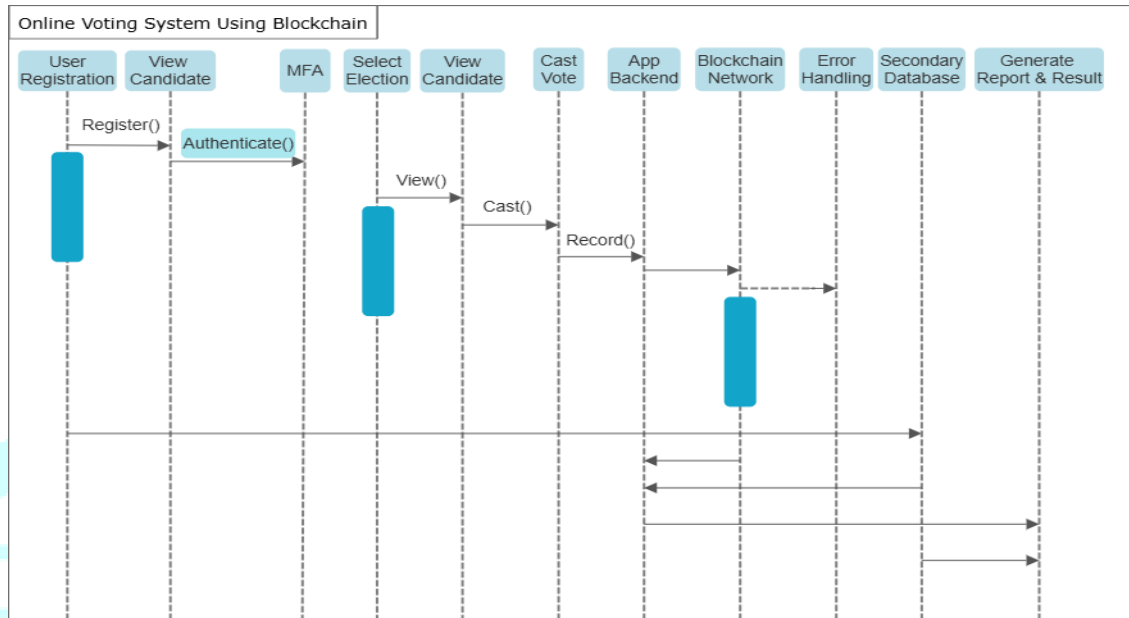 Online Voting System Using Blockchain
User
Registration
View
Candidate
MFA
Select
Election
View
Candidate
Cast
Vote
App
Backend
Blockchain
Network
Error
Handling
Secondary
Database
Generate
Report & Result
Register()
Authenticate()
View()
Cast()
Record()